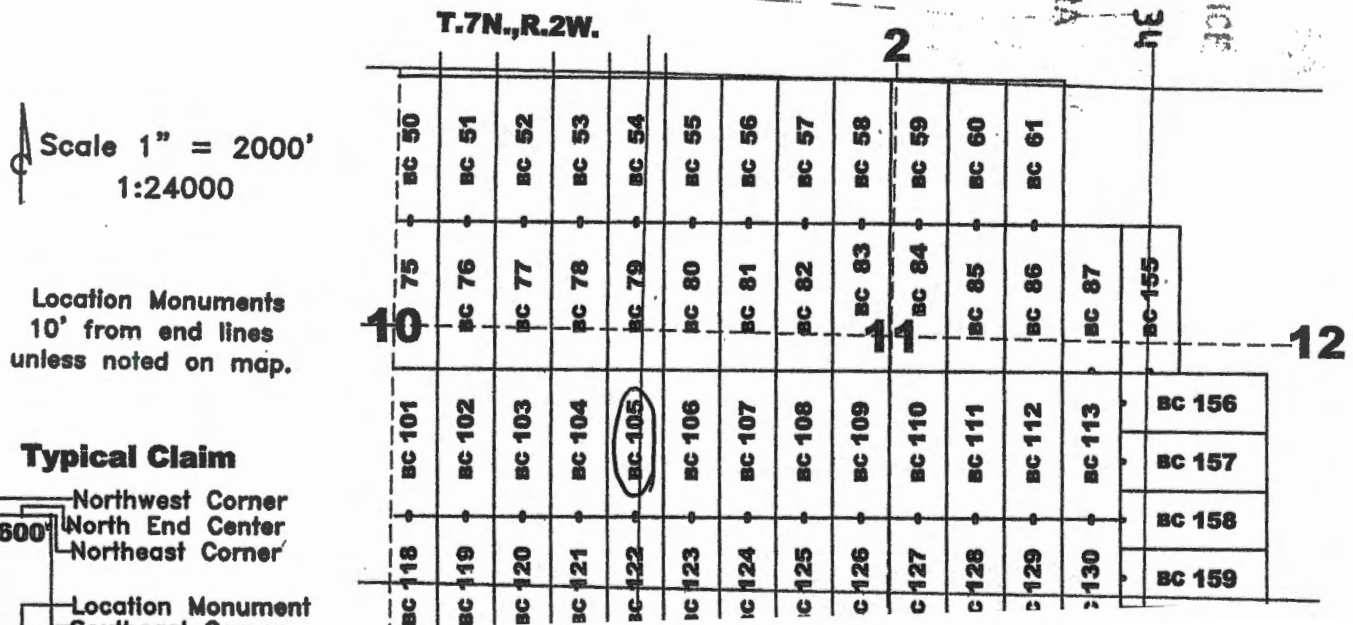 T.7N.,R.2W.
2
34
Scale 1" = 2000'
1:24000
BC 50 BC 51 BC 52 BC 53 BC 54 BC 55 BC 56 BC 57 BC 58 BC 59 BC 60 BC 61
Location Monuments
10' from end lines
unless noted on map.
75 BC 76 BC 77 BC 78 BC 79 BC 80 BC 81 BC 82 BC 83 BC 84 BC 85 BC 86 BC 87 BC 155
10 11 12
BC 101 BC 102 BC 103 BC 104 BC 105 BC 106 BC 107 BC 108 BC 109 BC 110 BC 111 BC 112 BC 113
BC 156
BC 157
BC 158
BC 159
Typical Claim
Northwest Corner
600' North End Center
Northeast Corner
Location Monument
BC 118 BC 119 BC 120 BC 121 BC 122 123 124 125 126 127 128 129 130